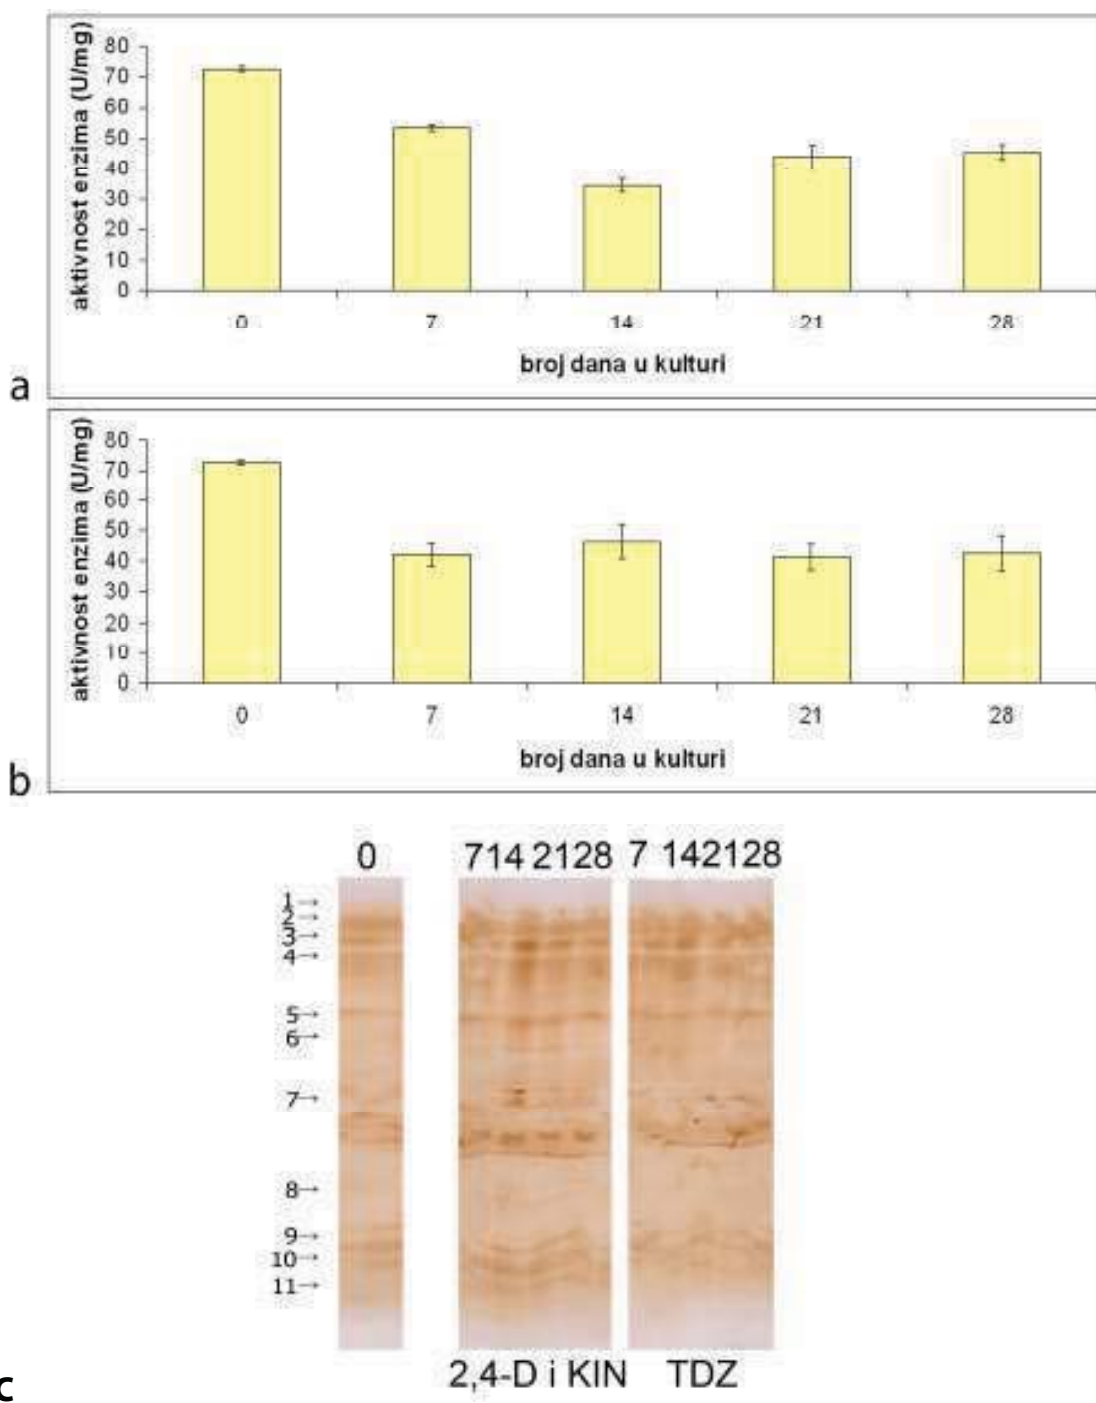 aktivnost enzima (U/mg)
80
70
60
50
40
30
20
10
0
0 7 14 21 28
broj dana u kulturi
a
aktivnost enzima (U/mg)
80
70
60
50
40
30
20
10
0
0 7 14 21 28
broj dana u kulturi
b
0 714 2128 7 142128
1→
2→
3→
4→
5→
6→
7→
8→
9→
10→
11→
2,4-D i KIN TDZ
c